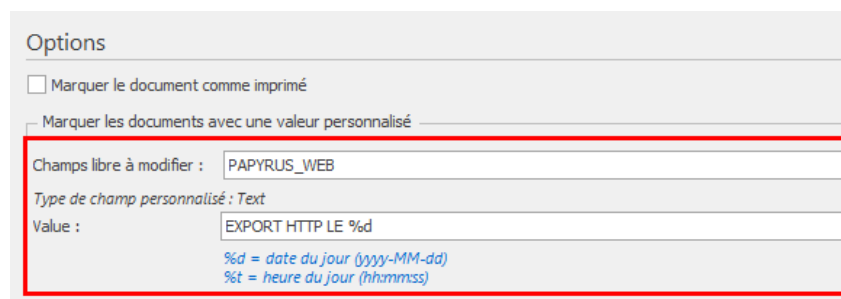 Options
Marquer le document comme imprimé
Marquer les documents avec une valeur personnalisé
Champs libre à modifier : PAPYRUS_WEB
Type de champ personnalisé : Text
Value : EXPORT HTTP LE %d
%d = date du jour (yyyy-MM-dd)
%t = heure du jour (hh:mm:ss)